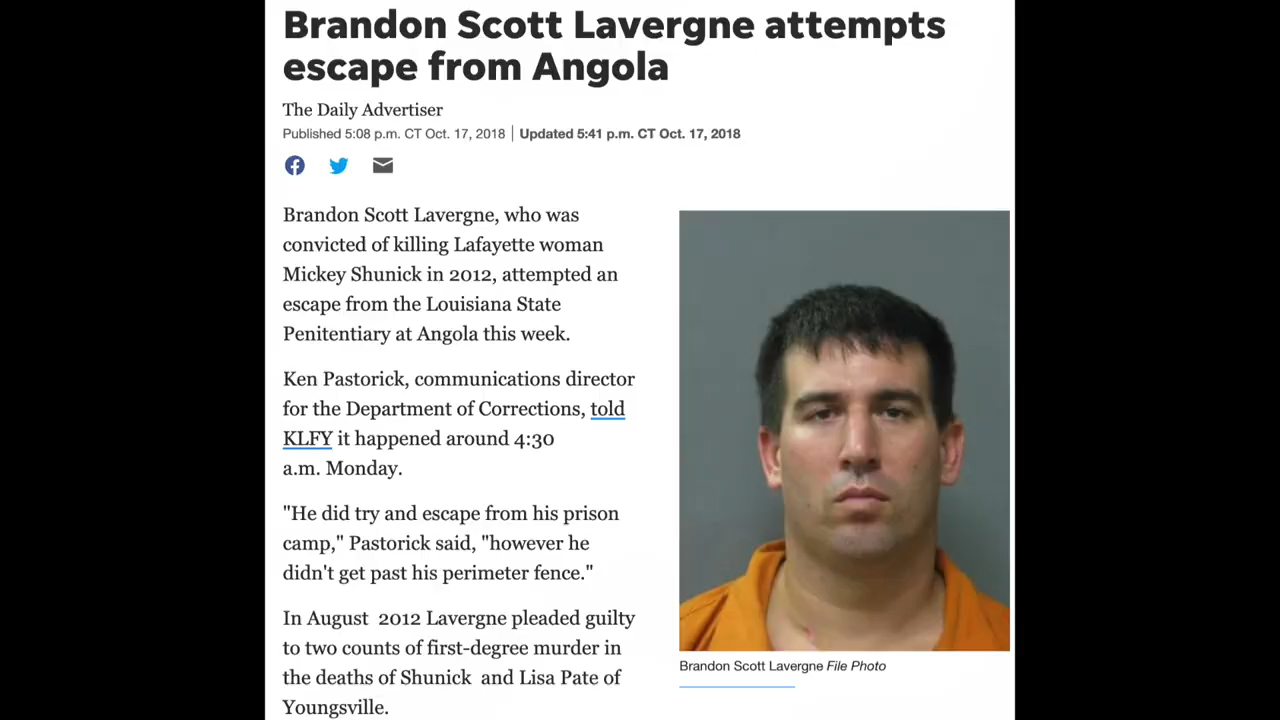 Brandon Scott Lavergne attempts
escape from Angola
The Daily Advertiser
Published 5:08 p.m. CT Oct. 17, 2018 | Updated 5:41 p.m. CT Oct. 17, 2018
Brandon Scott Lavergne, who was
convicted of killing Lafayette woman
Mickey Shunick in 2012, attempted an
escape from the Louisiana State
Penitentiary at Angola this week.
Ken Pastorick, communications director
for the Department of Corrections, told
KLFY it happened around 4:30
a.m. Monday.
"He did try and escape from his prison
camp," Pastorick said, "however he
didn't get past his perimeter fence."
In August 2012 Lavergne pleaded guilty
to two counts of first-degree murder in
the deaths of Shunick and Lisa Pate of
Youngsville.
Brandon Scott Lavergne File Photo